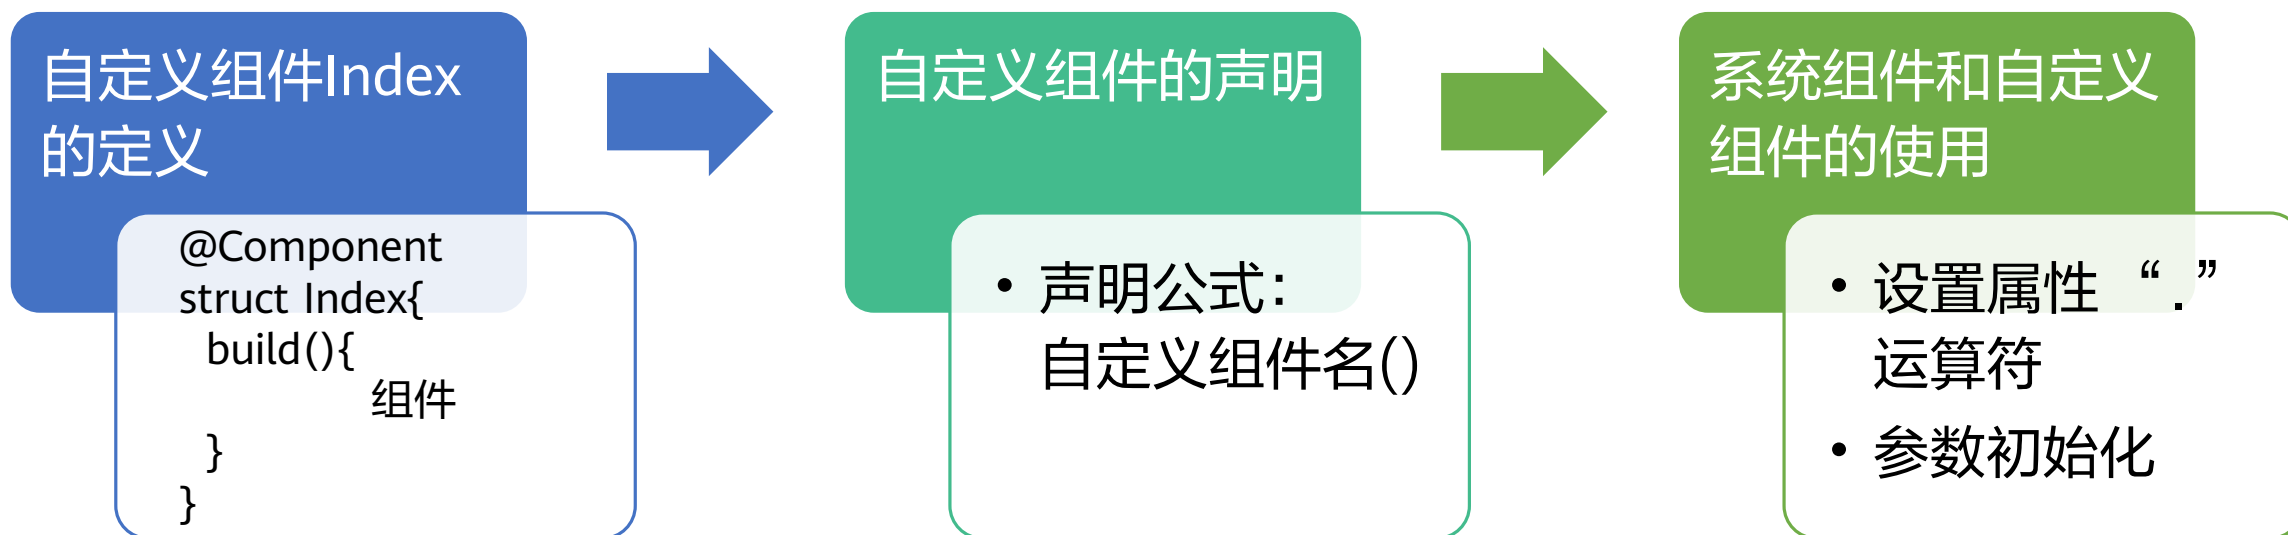 自定义组件Index
的定义
@Component
struct Index{
build(){
组件
}
}
自定义组件的声明
• 声明公式：
自定义组件名()
系统组件和自定义
组件的使用
• 设置属性“.”
运算符
• 参数初始化